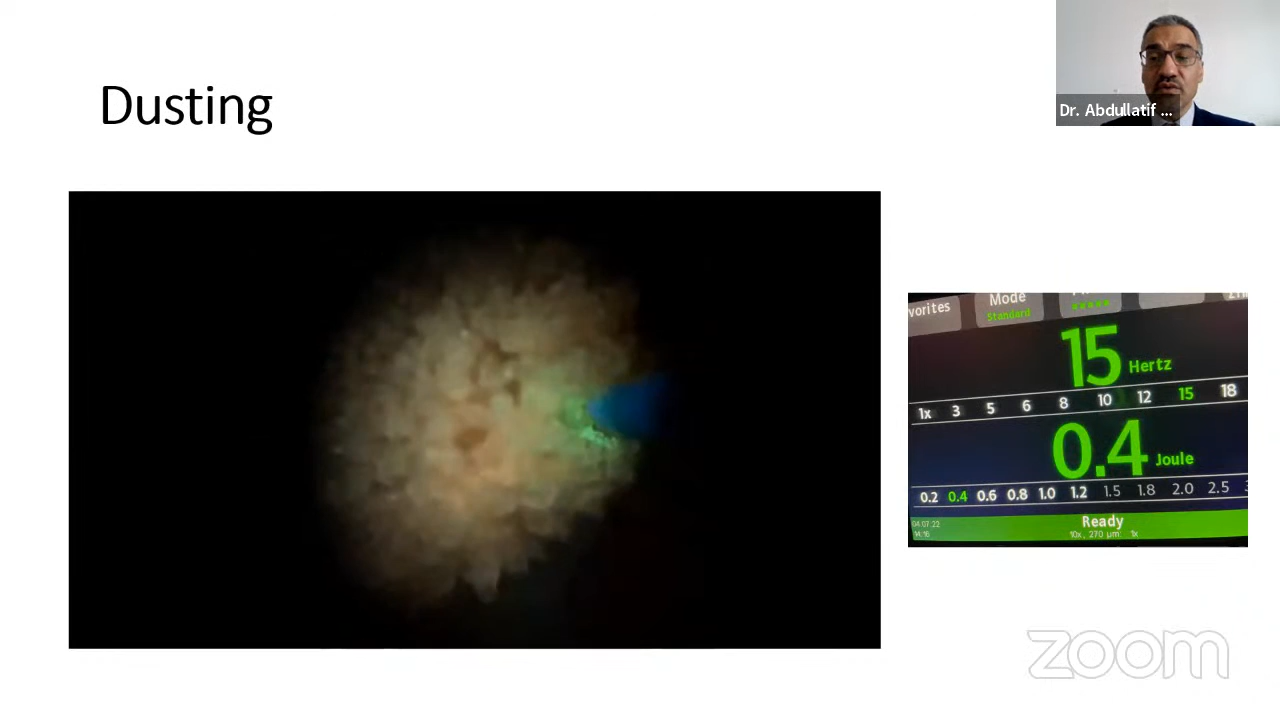 Dusting
Dr. Abdullatif ...
vorites
Mode
Standard
15 Hertz
1x 3 5 6 8 10 12 15 18
0.4 Joule
0.2 0.4 0.6 0.8 1.0 1.2 1.5 1.8 2.0 2.5
Ready
04.07.22
14:16
10x, 270 µm: 1x
zoom